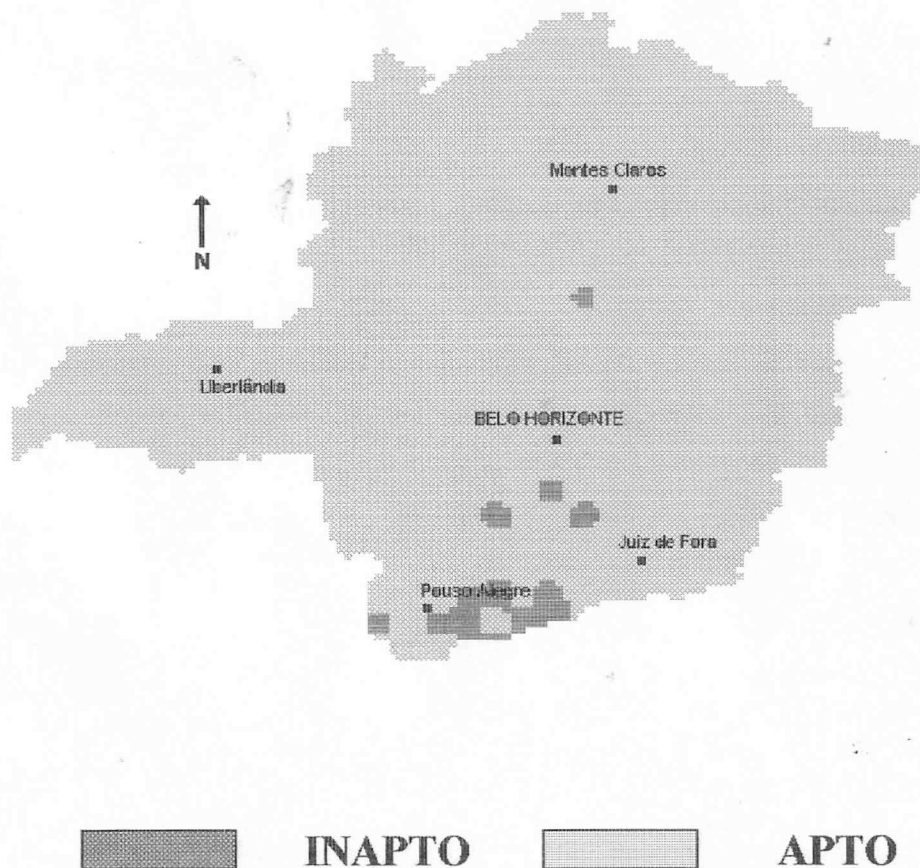 Montes Claros
N
Uberlândia
BELO HORIZONTE
Juiz de Fora
Pouso Alegre
INAPTO APTO